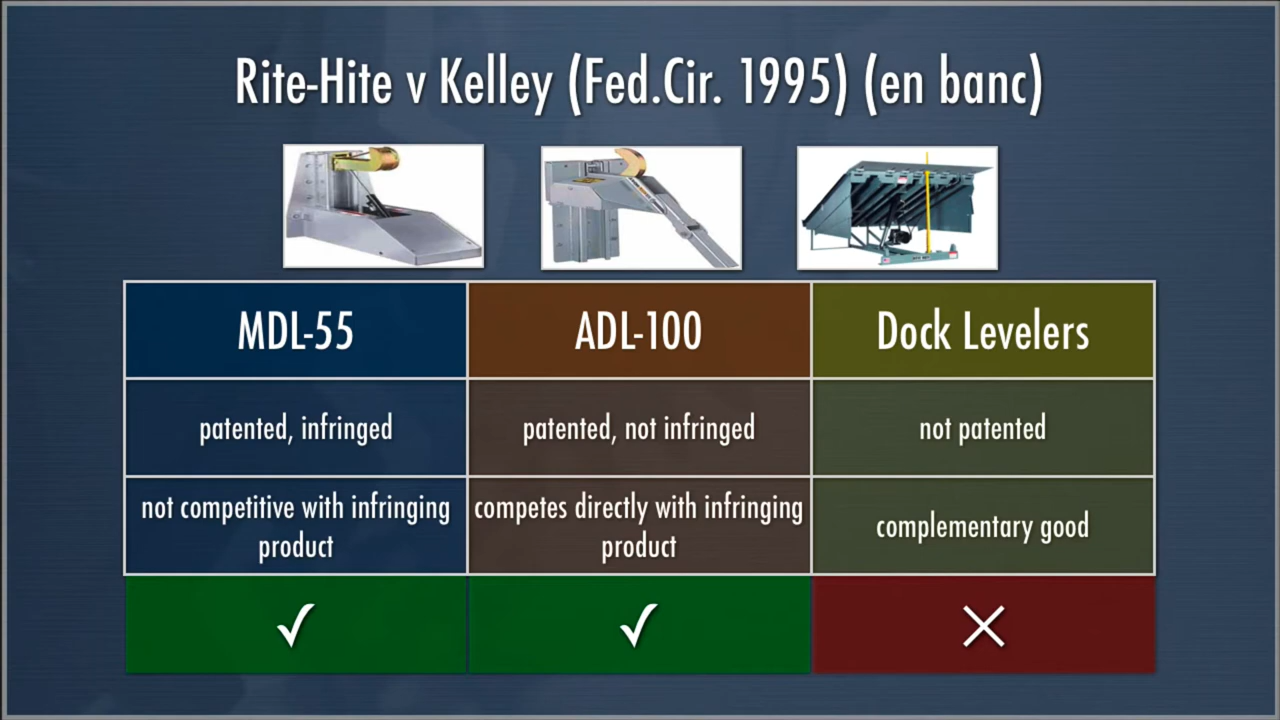 Rite-Hite v Kelley (Fed.Cir. 1995) (en banc)
MDL-55
ADL-100
Dock Levelers
patented, infringed
patented, not infringed
not patented
not competitive with infringing
product
competes directly with infringing
product
complementary good